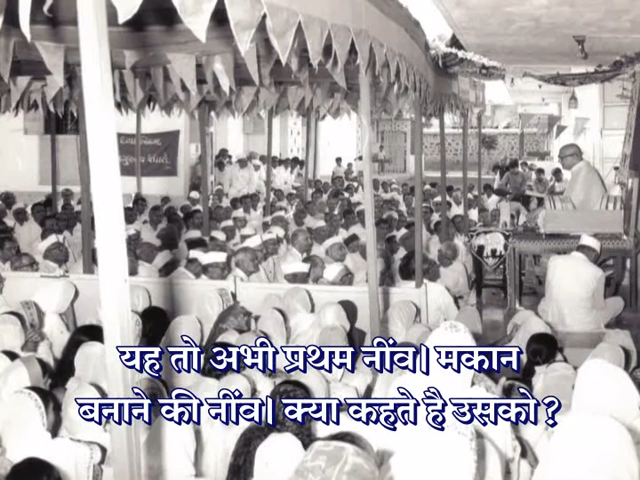 यह तो अभी प्रथम नींव। मकान
बनाने की नींव। क्या कहते है उसको?